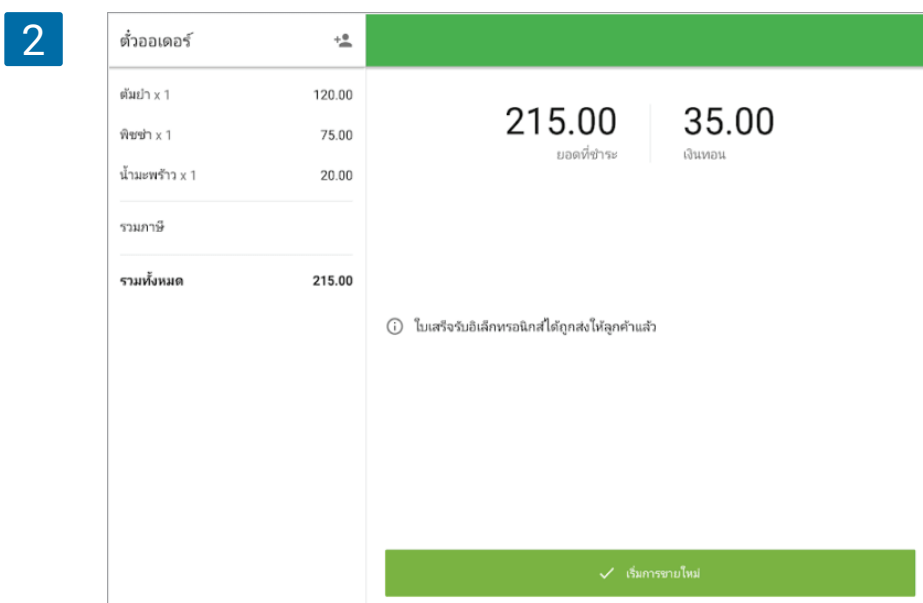 2
ตั๋วออเดอร์
ต้มยำ x 1 120.00
พิซซ่า x 1 75.00
น้ำมะพร้าว x 1 20.00
รวมภาษี
รวมทั้งหมด 215.00
215.00 35.00
ยอดที่ชำระ เงินทอน
ใบเสร็จรับอิเล็กทรอนิกส์ได้ถูกส่งให้ลูกค้าแล้ว
เริ่มการขายใหม่